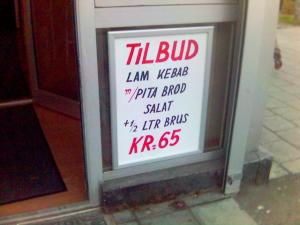 TILBUD
LAM KEBAB
m/PITA BRØD
SALAT
+1/2 LTR BRUS
KR.65